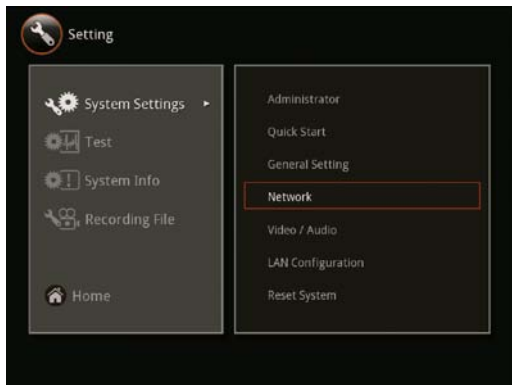 Setting
System Settings
Test
System Info
Recording File
Home
Administrator
Quick Start
General Setting
Network
Video / Audio
LAN Configuration
Reset System